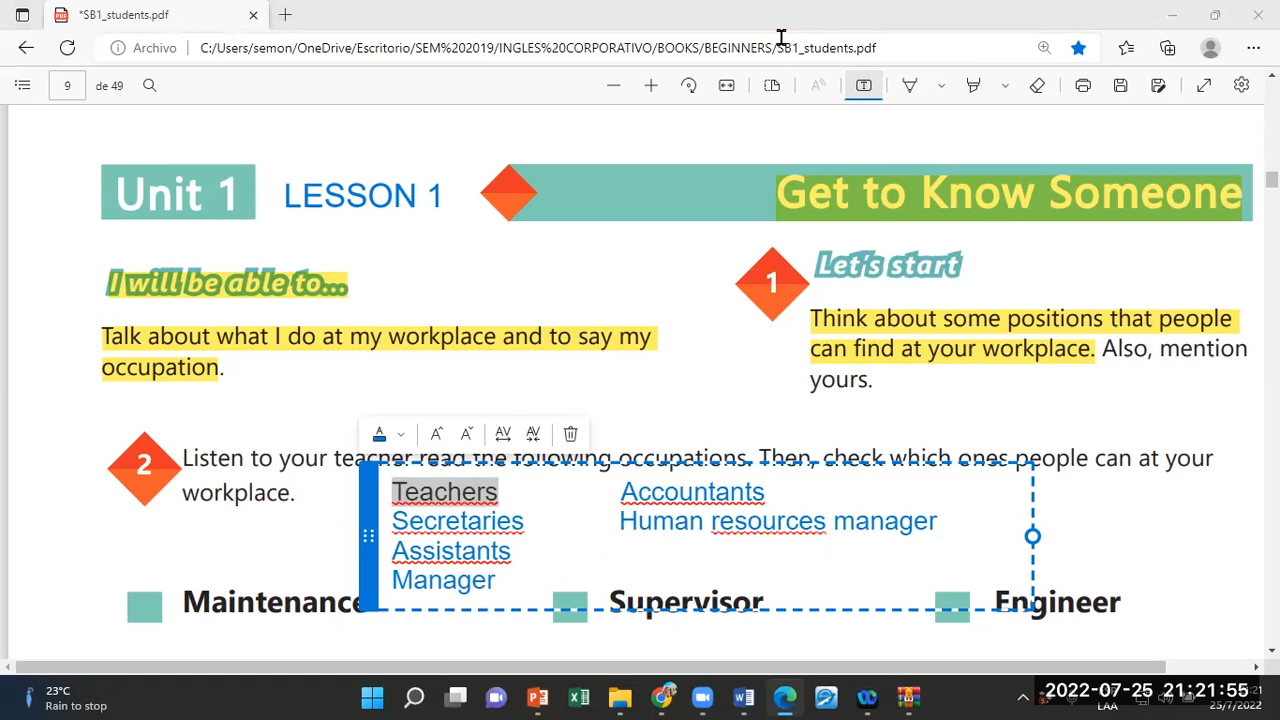 *SB1_students.pdf
Archivo C:/Users/semon/OneDrive/Escritorio/SEM%202019/INGLES%20CORPORATIVO/BOOKS/BEGINNERS/SB1_students.pdf
9 de 49
Unit 1 LESSON 1 Get to Know Someone
I will be able to...
Talk about what I do at my workplace and to say my
occupation.
1 Let's start
Think about some positions that people
can find at your workplace. Also, mention
yours.
2 Listen to your teacher read the following occupations. Then, check which ones people can at your
workplace.
Teachers Accountants
Secretaries Human resources manager
Assistants
Manager
Maintenance Supervisor Engineer
23°C
Rain to stop
LAA
2022-07-25 21:21:55
25/7/2022